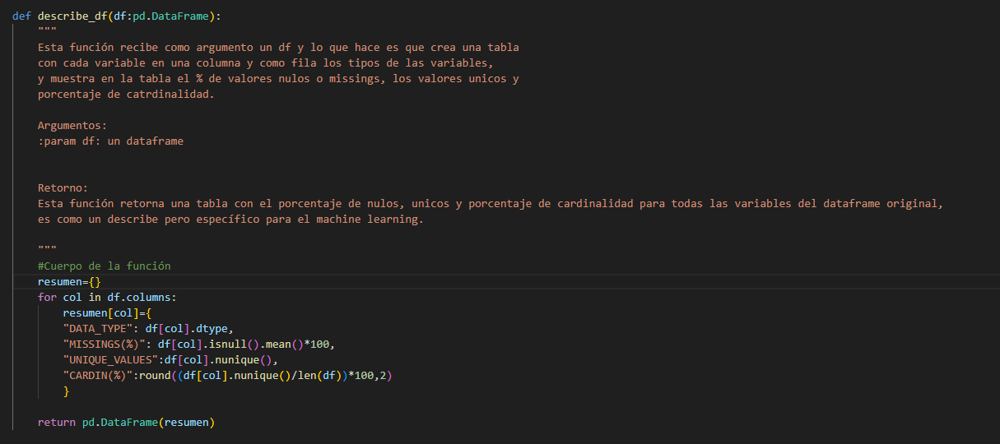 def describe_df(df:pd.DataFrame):
    """
    Esta función recibe como argumento un df y lo que hace es que crea una tabla
    con cada variable en una columna y como fila los tipos de las variables,
    y muestra en la tabla el % de valores nulos o missings, los valores unicos y
    porcentaje de catrdinalidad.

    Argumentos:
    :param df: un dataframe


    Retorno:
    Esta función retorna una tabla con el porcentaje de nulos, unicos y porcentaje de cardinalidad para todas las variables del dataframe original,
    es como un describe pero específico para el machine learning.

    """
    #Cuerpo de la función
    resumen={}
    for col in df.columns:
        resumen[col]={
        "DATA_TYPE": df[col].dtype,
        "MISSINGS(%)": df[col].isnull().mean()*100,
        "UNIQUE_VALUES":df[col].nunique(),
        "CARDIN(%)":round((df[col].nunique()/len(df))*100,2)
        }

    return pd.DataFrame(resumen)